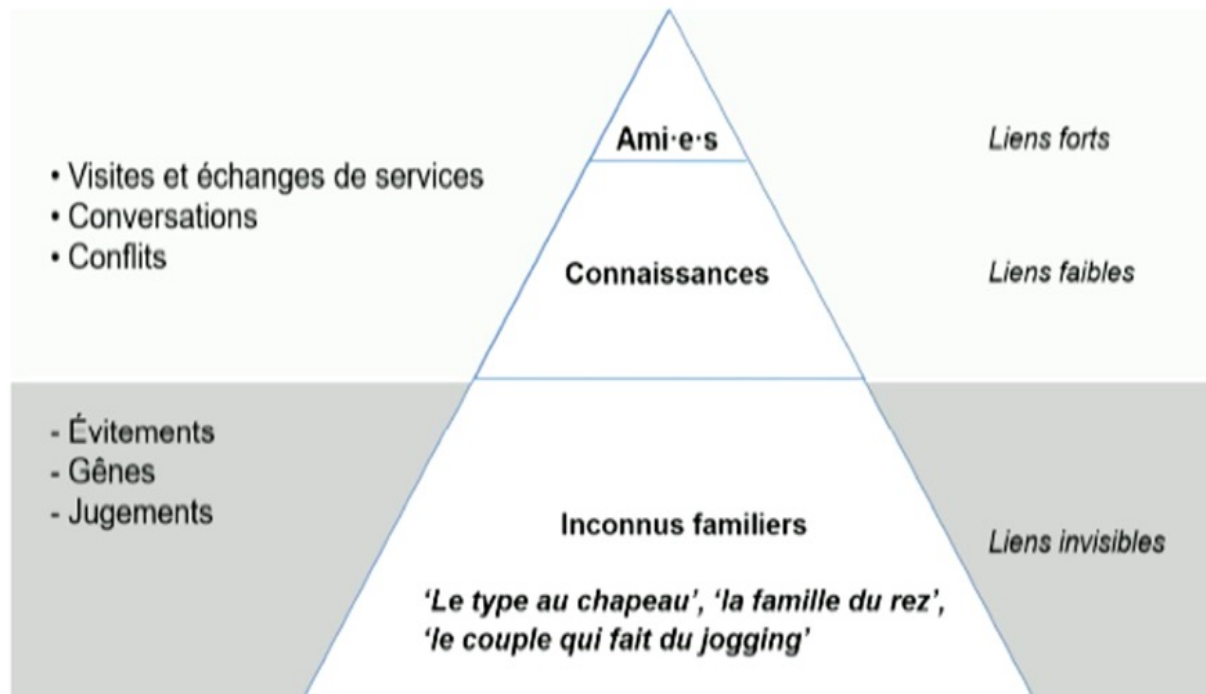 Ami·e·s
Liens forts
• Visites et échanges de services
• Conversations
• Conflits
Connaissances
Liens faibles
- Évitements
- Gênes
- Jugements
Inconnus familiers
Liens invisibles
‘Le type au chapeau’, ‘la famille du rez’,
‘le couple qui fait du jogging’